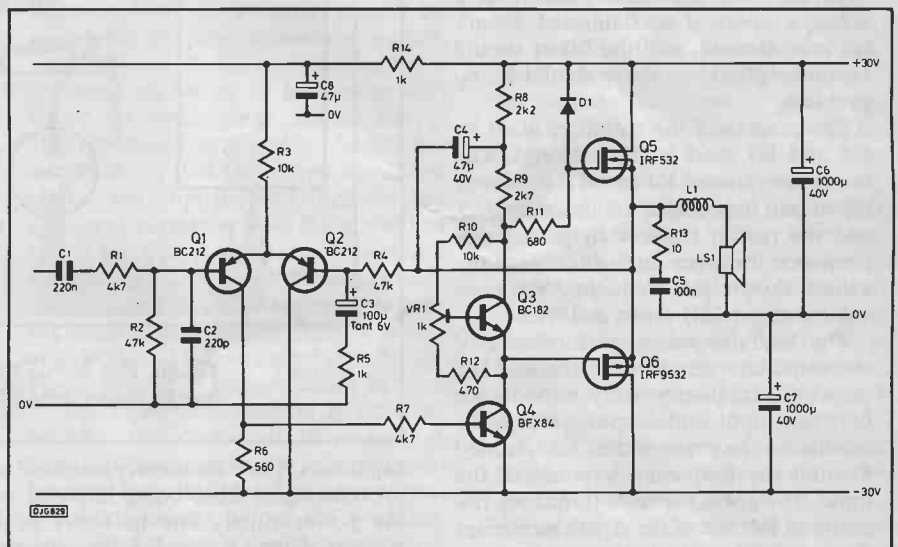 R14
1k
+30V
C8
47µ
0V
+
R8
2k2
D1
Q5
IRF532
C4
47µ
40V
+
R3
10k
R9
2k7
C6
1000µ
40V
+
R11
680
L1
C1
220n
R1
4k7
Q1
BC212
Q2
BC212
R4
47k
R10
10k
R13
10
LS1
C5
100n
R2
47k
C2
220p
C3
100µ
Tant 6V
+
VR1
1k
Q3
BC182
0V
R5
1k
R12
470
Q6
IRF9532
0V
R7
4k7
Q4
BFX84
C7
1000µ
40V
+
R6
560
-30V
DJG829